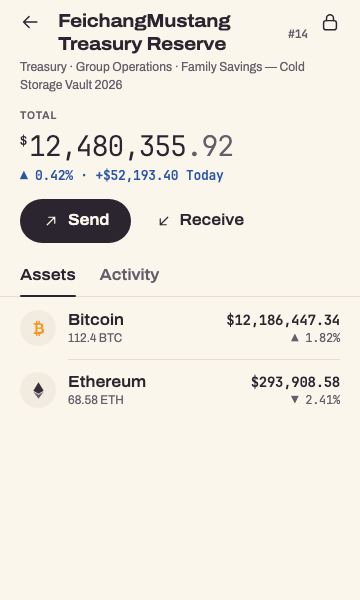 FeichangMustang
Treasury Reserve
#14
Treasury · Group Operations · Family Savings — Cold
Storage Vault 2026
TOTAL
$12,480,355.92
▲ 0.42% · +$52,193.40 Today
Send
Receive
Assets
Activity
Bitcoin
$12,186,447.34
112.4 BTC
▲ 1.82%
Ethereum
$293,908.58
68.58 ETH
▼ 2.41%